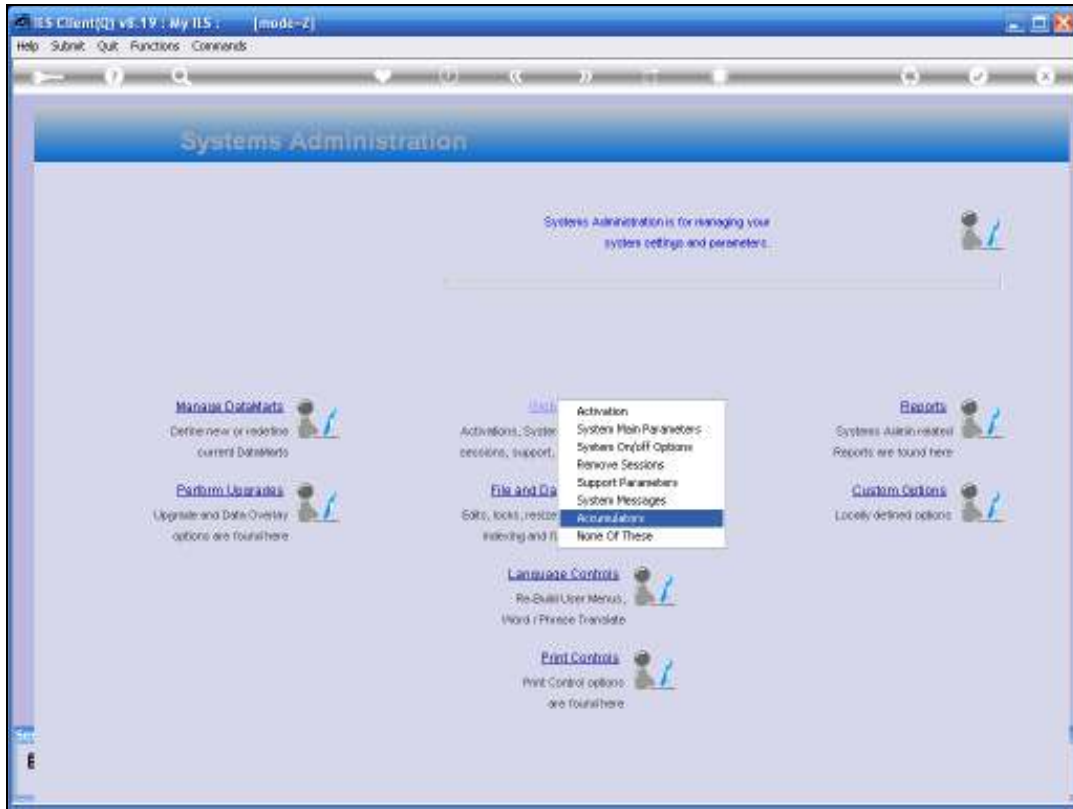 IES Client(Q) v8.19 : My IES : [mode-2]
Help Submit Quit Functions Commands
Systems Administration
Systems Administration is for managing your
system settings and parameters.
Manage DataMarts
Define new or redefine
current DataMarts
Activations, System
sessions, support,
Activation
System Main Parameters
System On/off Options
Remove Sessions
Support Parameters
System Messages
Accumulators
None Of These
Reports
Systems Admin related
Reports are found here
Perform Upgrades
Upgrade and Data Overlay
options are found here
File and Da
Edits, locks, resize
indexing and
Custom Options
Locally defined options
Language Controls
Re-Build User Menus,
Word / Phrase Translate
Print Controls
Print Control options
are found here